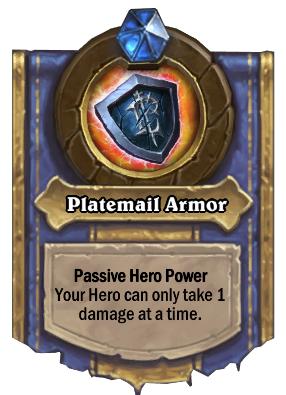 Platemail Armor
Passive Hero Power
Your Hero can only take 1
damage at a time.